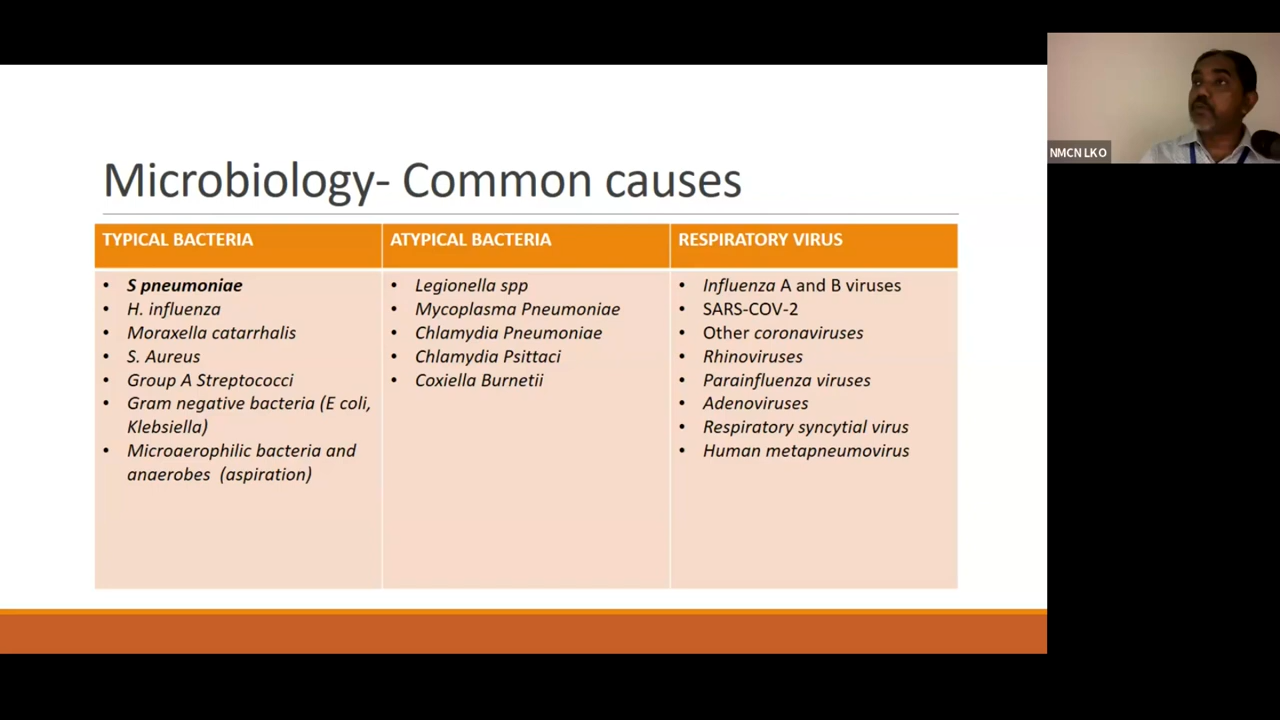 NMCN LKO
Microbiology- Common causes
TYPICAL BACTERIA
• S pneumoniae
• H. influenza
• Moraxella catarrhalis
• S. Aureus
• Group A Streptococci
• Gram negative bacteria (E coli,
Klebsiella)
• Microaerophilic bacteria and
anaerobes (aspiration)
ATYPICAL BACTERIA
• Legionella spp
• Mycoplasma Pneumoniae
• Chlamydia Pneumoniae
• Chlamydia Psittaci
• Coxiella Burnetii
RESPIRATORY VIRUS
• Influenza A and B viruses
• SARS-COV-2
• Other coronaviruses
• Rhinoviruses
• Parainfluenza viruses
• Adenoviruses
• Respiratory syncytial virus
• Human metapneumovirus